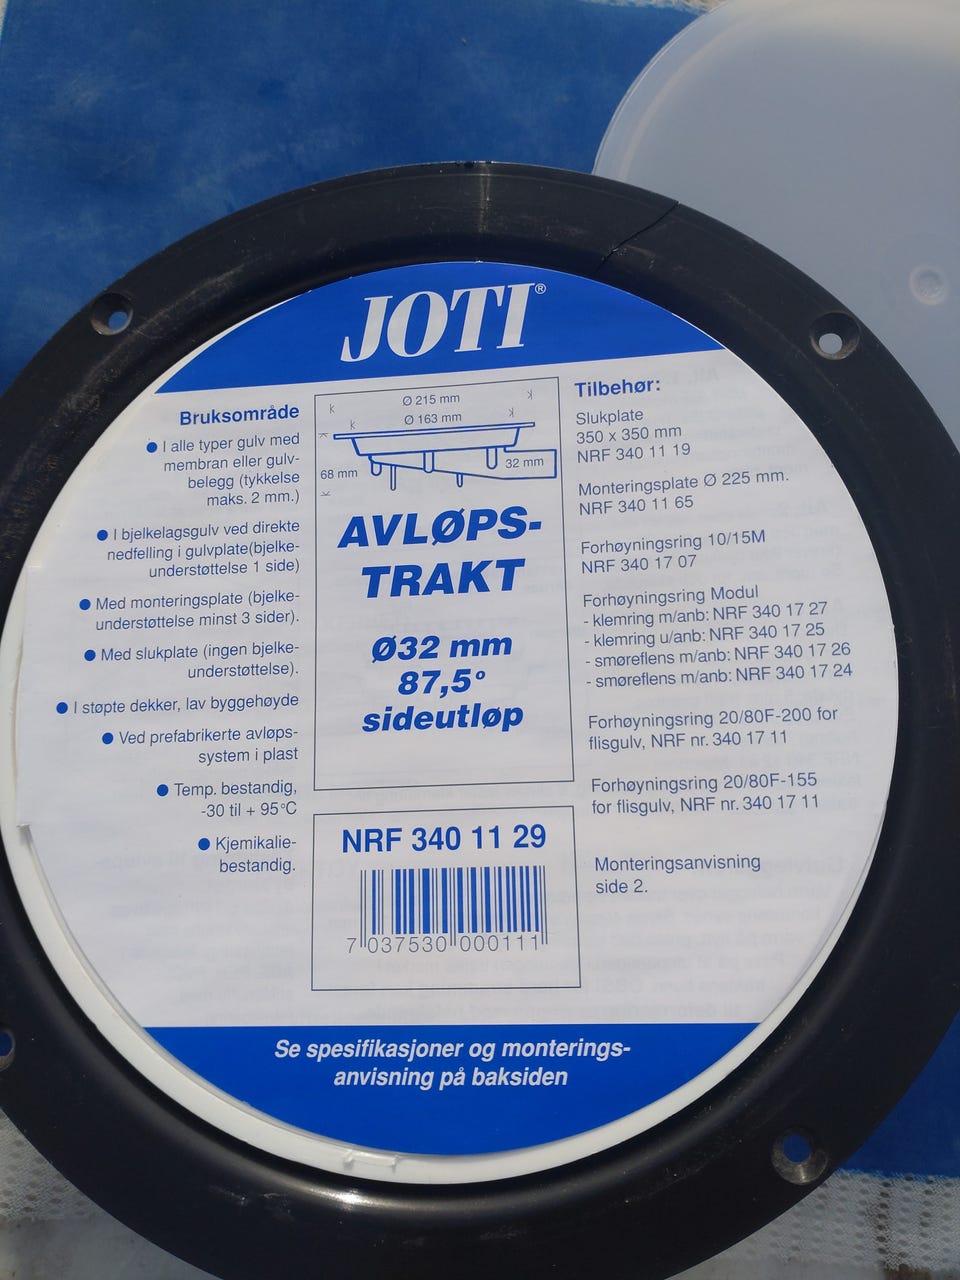 JOTI®
Bruksområde
● I alle typer gulv med
membran eller gulv-
belegg (tykkelse
maks. 2 mm.)
● I bjelkelagsgulv ved direkte
nedfelling i gulvplate(bjelke-
understøttelse 1 side)
● Med monteringsplate (bjelke-
understøttelse minst 3 sider).
● Med slukplate (ingen bjelke-
understøttelse).
● I støpte dekker, lav byggehøyde
● Ved prefabrikerte avløps-
system i plast
● Temp. bestandig,
-30 til + 95°C
● Kjemikalie-
bestandig.
Ø 215 mm
Ø 163 mm
68 mm
32 mm
AVLØPS-
TRAKT
Ø32 mm
87,5°
sideutløp
NRF 340 11 29
7 037530 000111
Tilbehør:
Slukplate
350 x 350 mm
NRF 340 11 19
Monteringsplate Ø 225 mm.
NRF 340 11 65
Forhøyningsring 10/15M
NRF 340 17 07
Forhøyningsring Modul
- klemring m/anb: NRF 340 17 27
- klemring u/anb: NRF 340 17 25
- smøreflens m/anb: NRF 340 17 26
- smøreflens m/anb: NRF 340 17 24
Forhøyningsring 20/80F-200 for
flisgulv, NRF nr. 340 17 11
Forhøyningsring 20/80F-155
for flisgulv, NRF nr. 340 17 11
Monteringsanvisning
side 2.
Se spesifikasjoner og monterings-
anvisning på baksiden